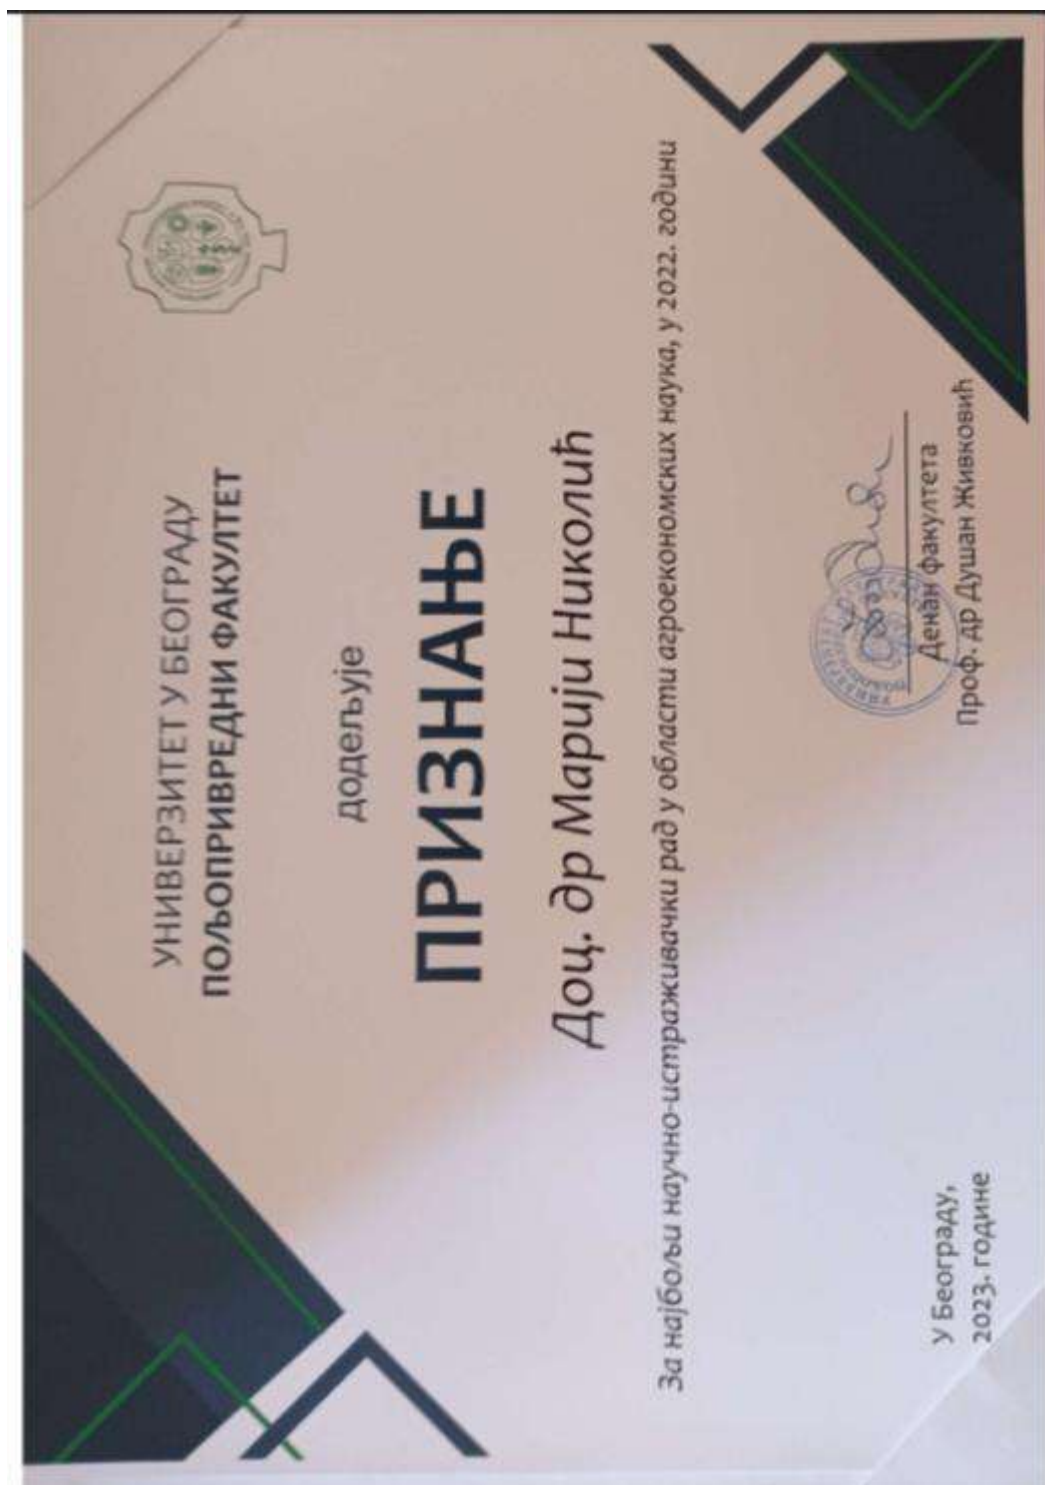 УНИВЕРЗИТЕТ У БЕОГРАДУ
ПОЉОПРИВРЕДНИ ФАКУЛТЕТ
додељује
ПРИЗНАЊЕ
Доц. др Марији Николић
За најбољи научно-истраживачки рад у области агроекономских наука, у 2022. години
У Београду,
2023. године
Декан факултета
Проф. др Душан Живковић